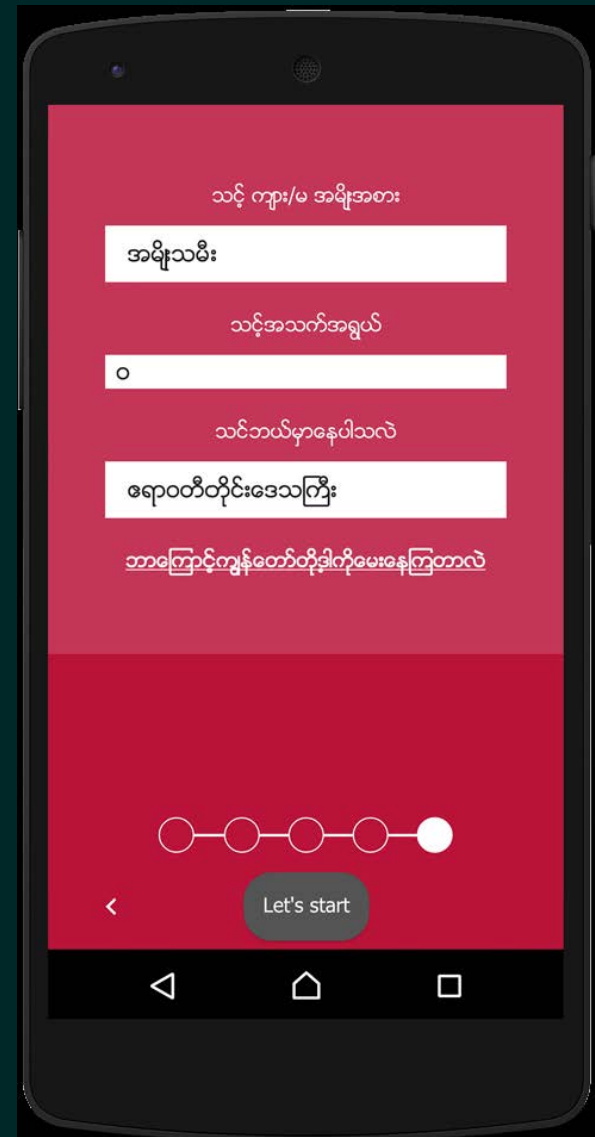 သင့် ကျား/မ အမျိုးအစား
အမျိုးသမီး
သင့်အသက်အရွယ်
၀
သင်ဘယ်မှာနေပါသလဲ
ဧရာဝတီတိုင်းဒေသကြီး
ဘာကြောင့်ကျွန်တော်တို့ဒါကိုမေးနေကြတာလဲ
Let's start